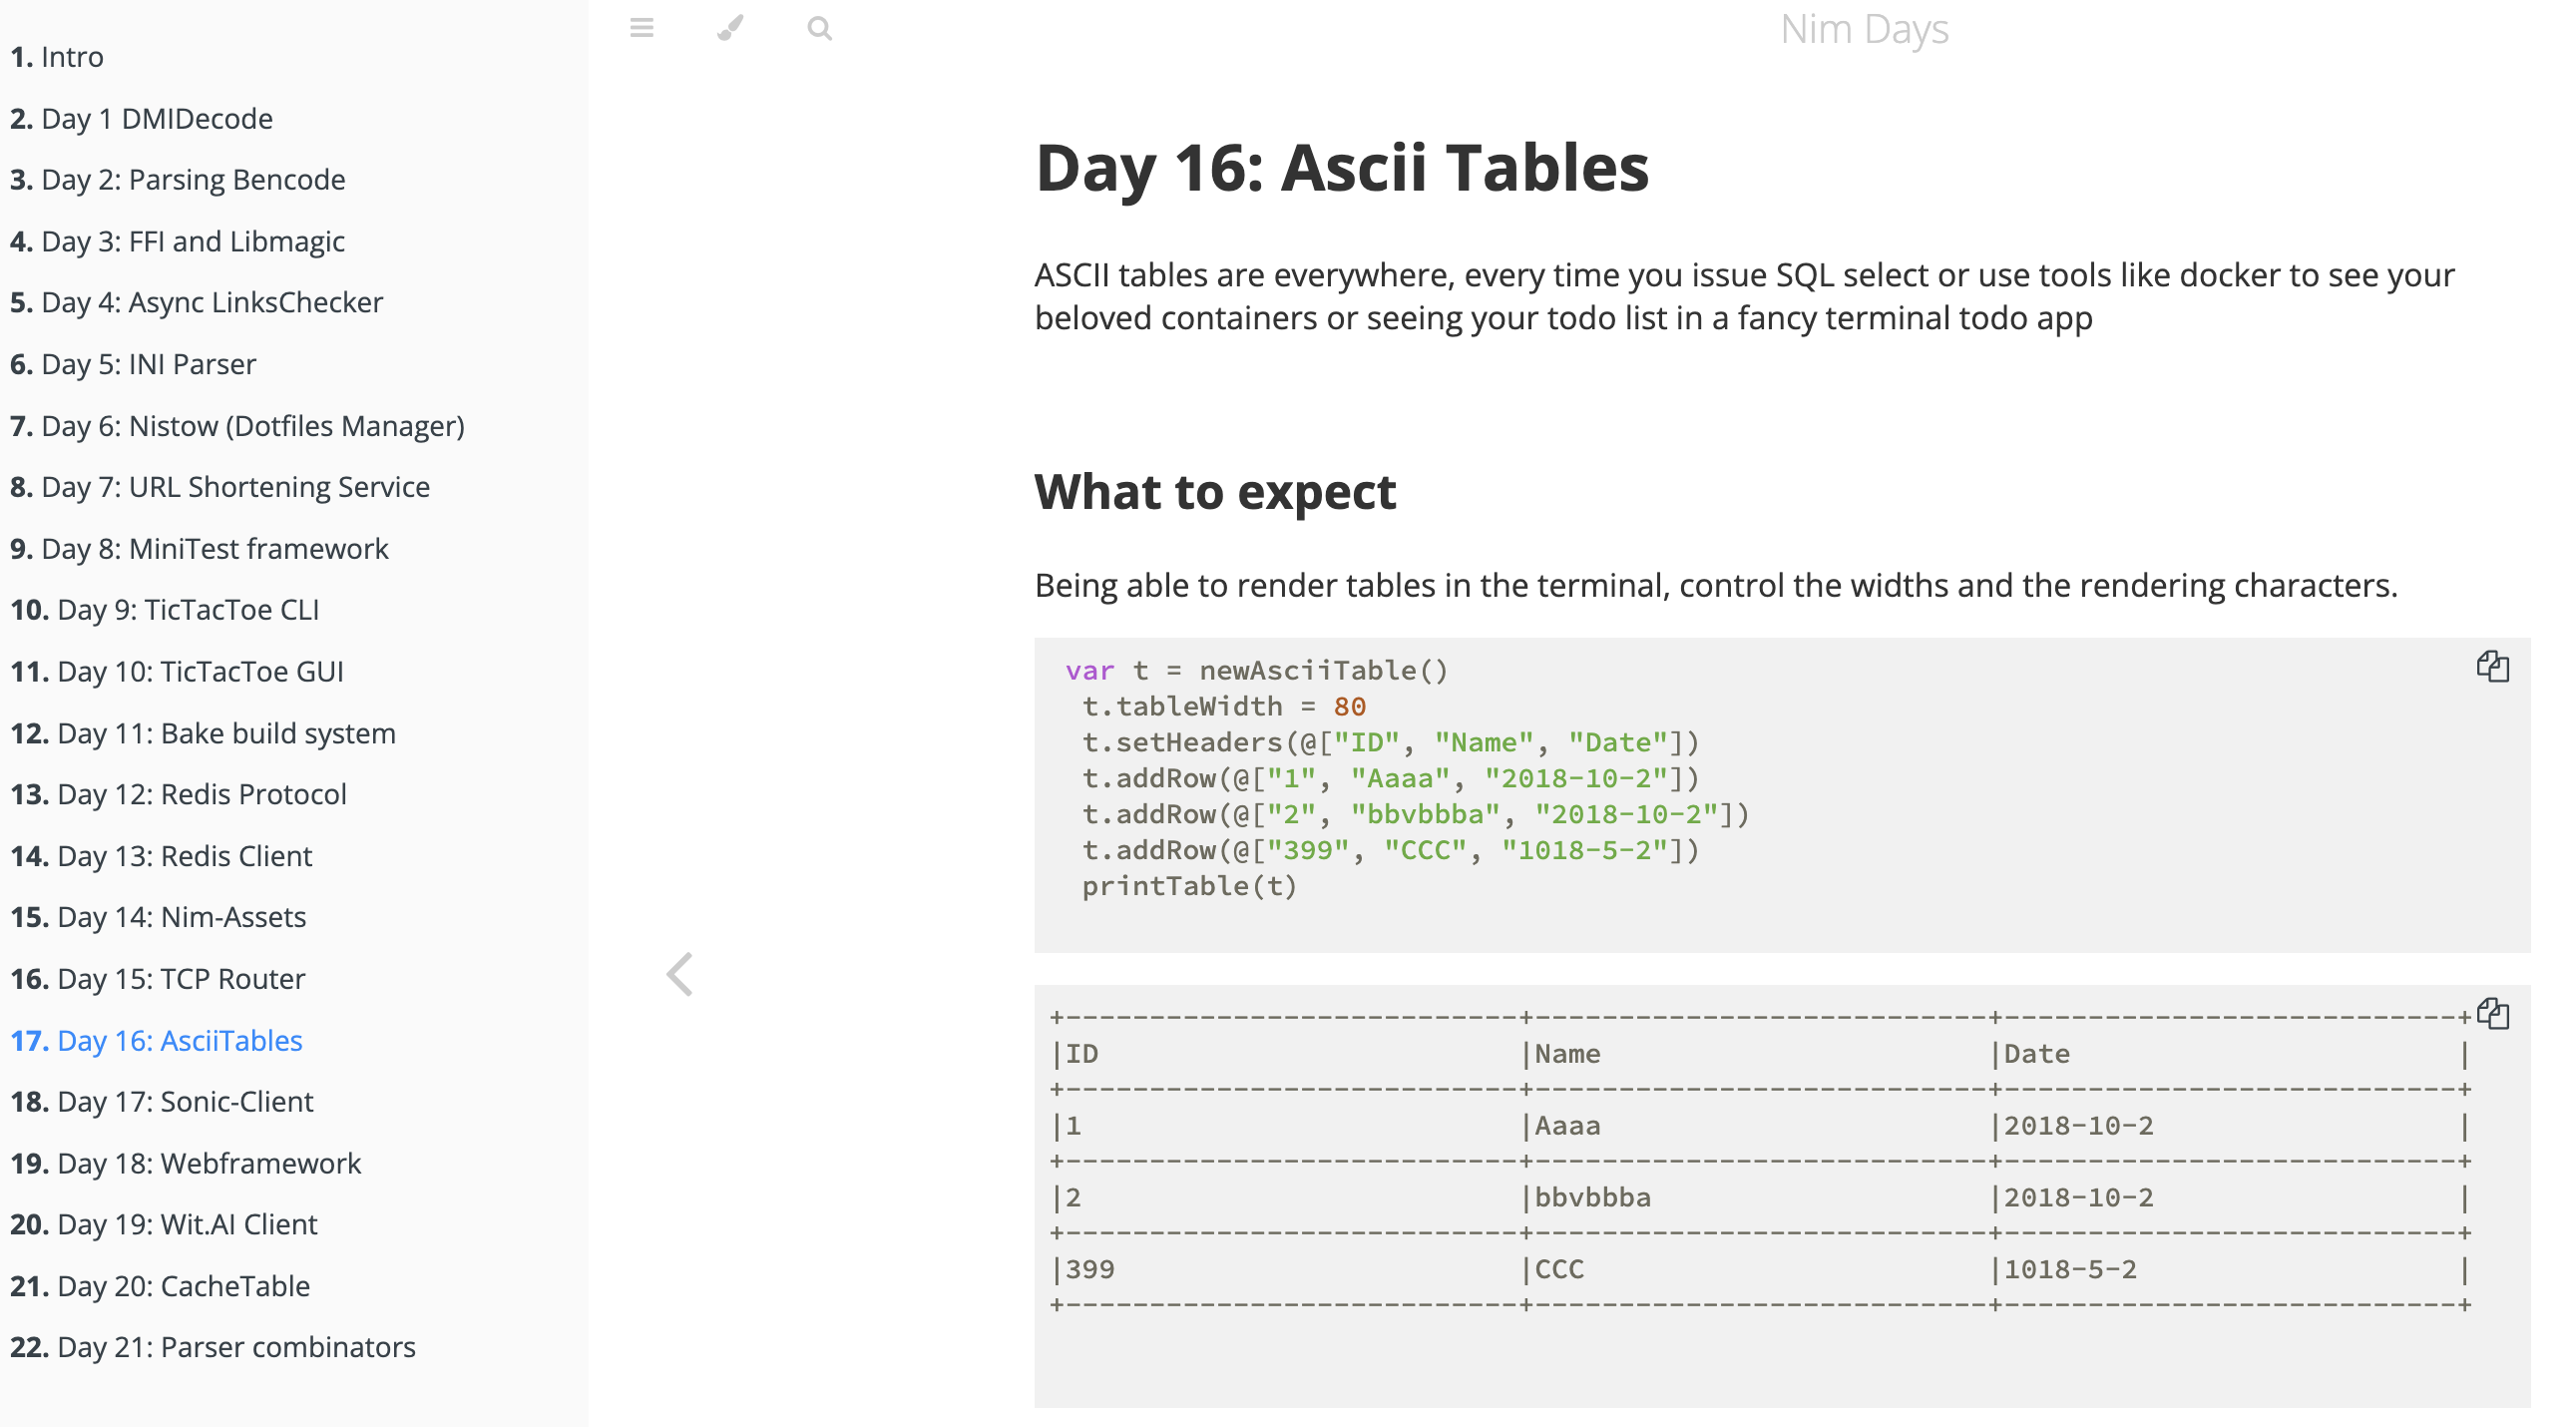 1. Intro
2. Day 1 DMIDecode
3. Day 2: Parsing Bencode
4. Day 3: FFI and Libmagic
5. Day 4: Async LinksChecker
6. Day 5: INI Parser
7. Day 6: Nistow (Dotfiles Manager)
8. Day 7: URL Shortening Service
9. Day 8: MiniTest framework
10. Day 9: TicTacToe CLI
11. Day 10: TicTacToe GUI
12. Day 11: Bake build system
13. Day 12: Redis Protocol
14. Day 13: Redis Client
15. Day 14: Nim-Assets
16. Day 15: TCP Router
17. Day 16: AsciiTables
18. Day 17: Sonic-Client
19. Day 18: Webframework
20. Day 19: Wit.AI Client
21. Day 20: CacheTable
22. Day 21: Parser combinators
Nim Days
Day 16: Ascii Tables
ASCII tables are everywhere, every time you issue SQL select or use tools like docker to see your
beloved containers or seeing your todo list in a fancy terminal todo app
What to expect
Being able to render tables in the terminal, control the widths and the rendering characters.
var t = newAsciiTable()
 t.tableWidth = 80
 t.setHeaders(@["ID", "Name", "Date"])
 t.addRow(@["1", "Aaaa", "2018-10-2"])
 t.addRow(@["2", "bbvbbba", "2018-10-2"])
 t.addRow(@["399", "CCC", "1018-5-2"])
 printTable(t)
+---------------------------+---------------------------+---------------------------+
|ID                         |Name                       |Date                       |
+---------------------------+---------------------------+---------------------------+
|1                          |Aaaa                       |2018-10-2                  |
+---------------------------+---------------------------+---------------------------+
|2                          |bbvbbba                    |2018-10-2                  |
+---------------------------+---------------------------+---------------------------+
|399                        |CCC                        |1018-5-2                   |
+---------------------------+---------------------------+---------------------------+